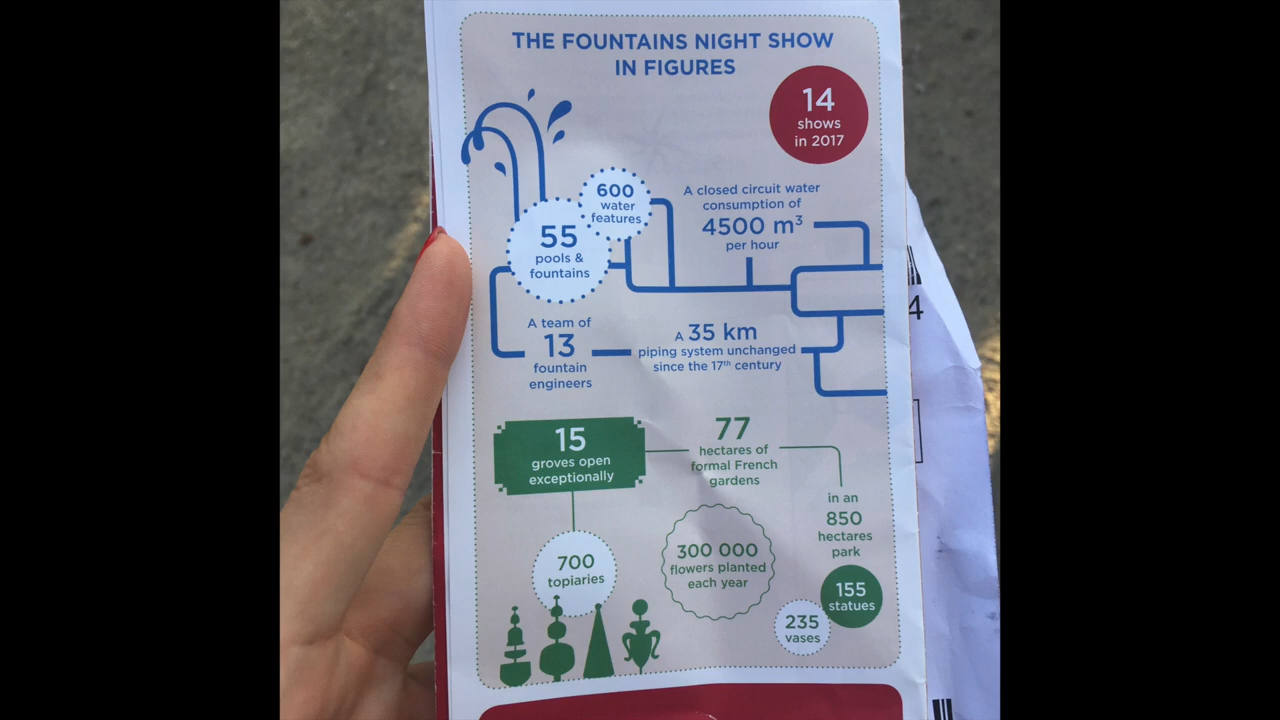 THE FOUNTAINS NIGHT SHOW
IN FIGURES
14
shows
in 2017
600
water
features
A closed circuit water
consumption of
4500 m³
per hour
55
pools &
fountains
A team of
13
fountain
engineers
A 35 km
piping system unchanged
since the 17th century
4
15
groves open
exceptionally
77
hectares of
formal French
gardens
in an
850
hectares
park
700
topiaries
300 000
flowers planted
each year
155
statues
235
vases